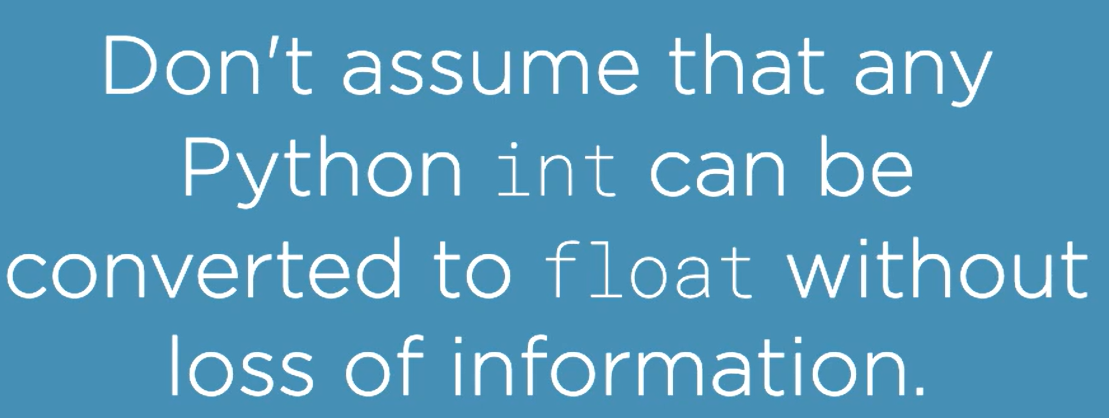 Don't assume that any
Python int can be
converted to float without
loss of information.